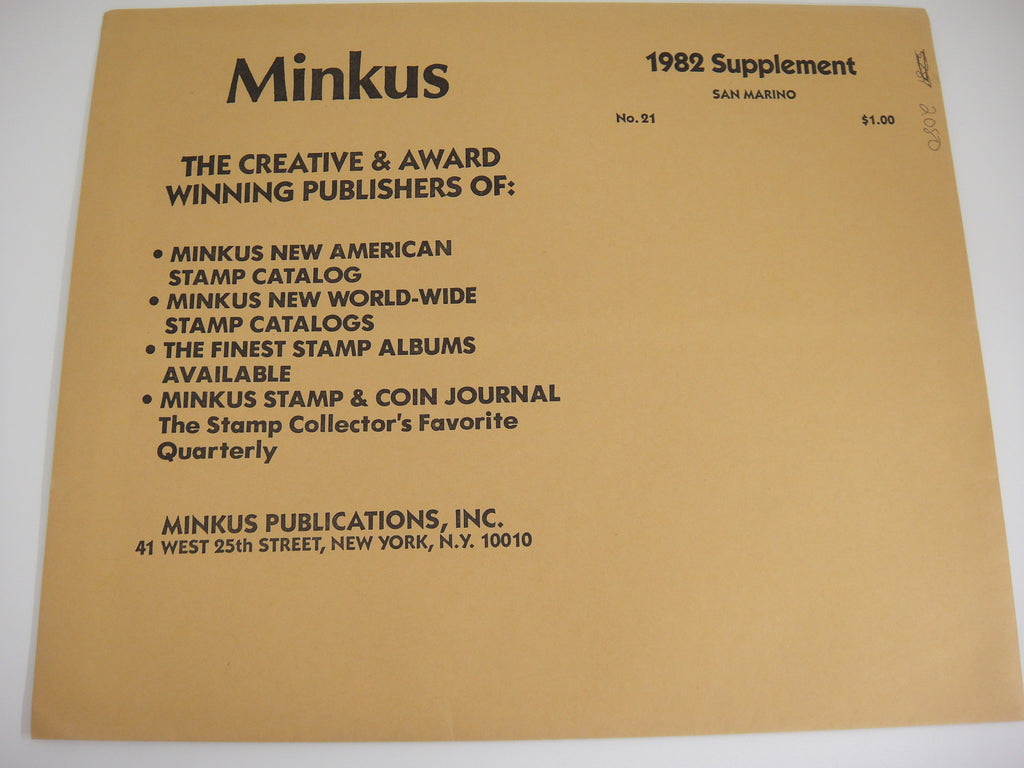 Minkus
THE CREATIVE & AWARD
WINNING PUBLISHERS OF:
• MINKUS NEW AMERICAN
STAMP CATALOG
• MINKUS NEW WORLD-WIDE
STAMP CATALOGS
• THE FINEST STAMP ALBUMS
AVAILABLE
• MINKUS STAMP & COIN JOURNAL
The Stamp Collector's Favorite
Quarterly
MINKUS PUBLICATIONS, INC.
41 WEST 25th STREET, NEW YORK, N.Y. 10010
1982 Supplement
SAN MARINO
No. 21 $1.00
2080